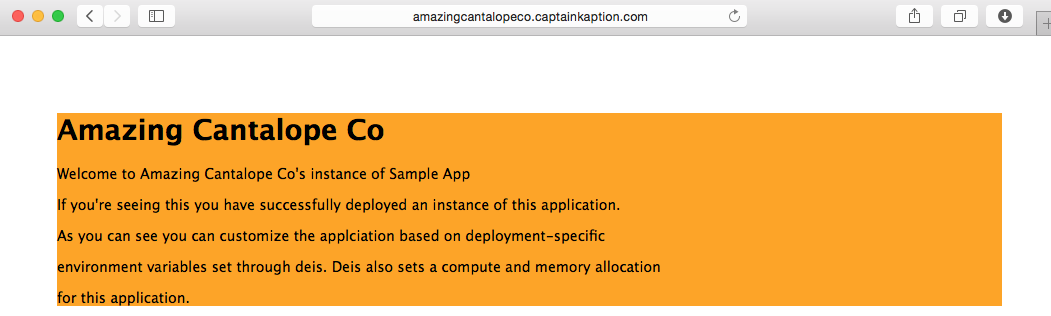 amazingcantalopeco.captainkaption.com
Amazing Cantalope Co
Welcome to Amazing Cantalope Co's instance of Sample App
If you're seeing this you have successfully deployed an instance of this application.
As you can see you can customize the applciation based on deployment-specific
environment variables set through deis. Deis also sets a compute and memory allocation
for this application.